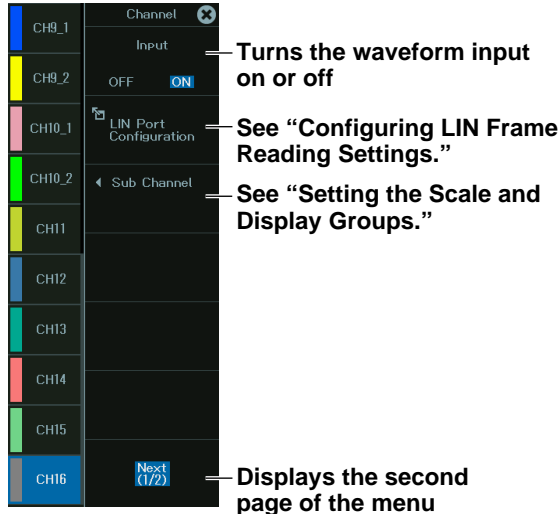 CH9_1
CH9_2
CH10_1
CH10_2
CH11
CH12
CH13
CH14
CH15
CH16
Channel
Input
OFF ON
LIN Port
Configuration
Sub Channel
Next
(1/2)
Turns the waveform input
on or off
See “Configuring LIN Frame
Reading Settings.”
See “Setting the Scale and
Display Groups.”
Displays the second
page of the menu